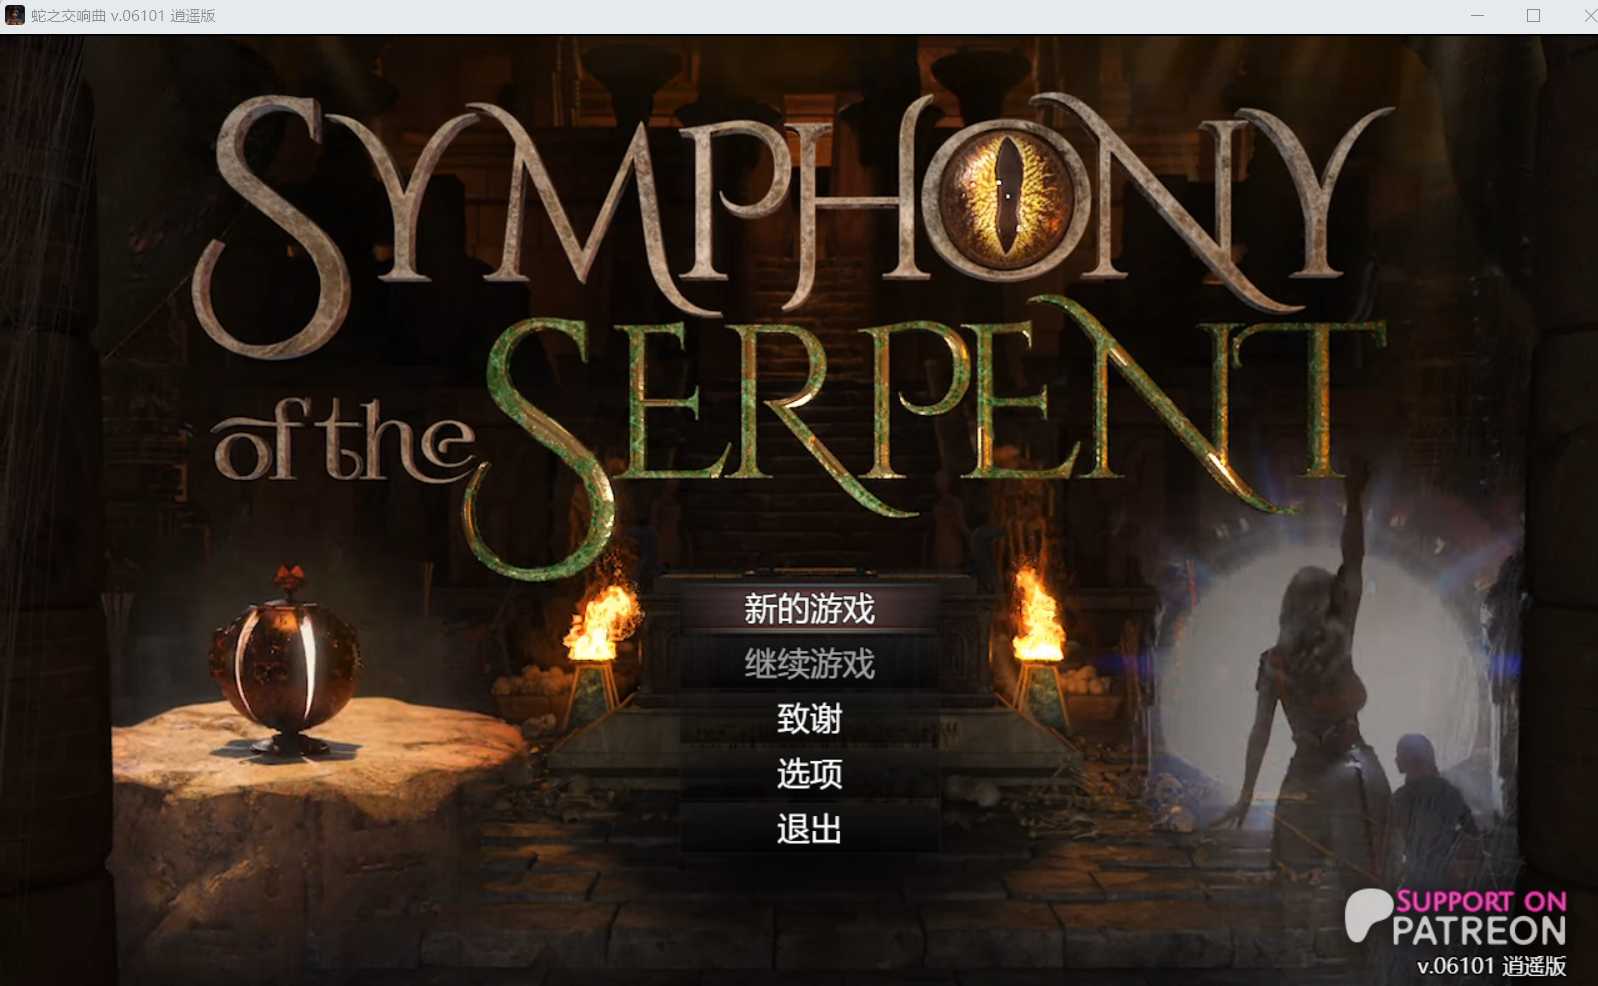 蛇之交响曲 v.06101 逍遥版
SYMPHONY
of the SERPENT
新的游戏
继续游戏
致谢
选项
退出
SUPPORT ON
PATREON
v.06101 逍遥版